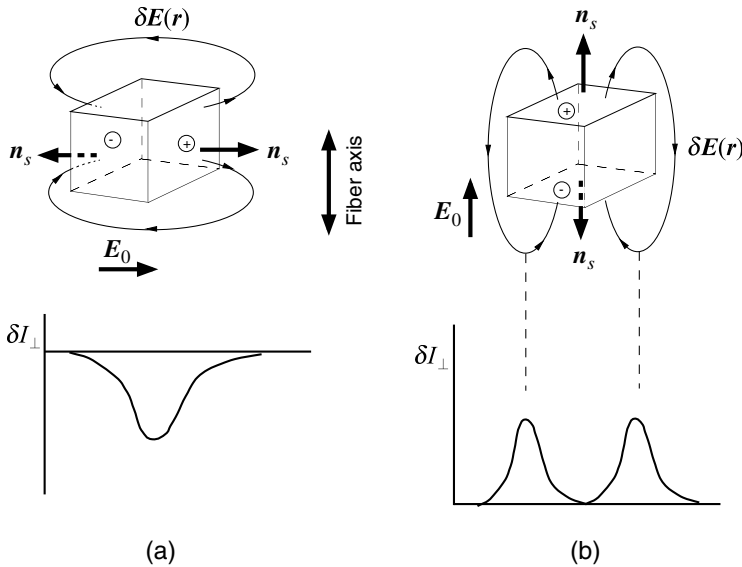 δE(r)
-
+
n_s
n_s
Fiber axis
E_0
δI_⊥
(a)
n_s
+
δE(r)
-
E_0
n_s
δI_⊥
(b)